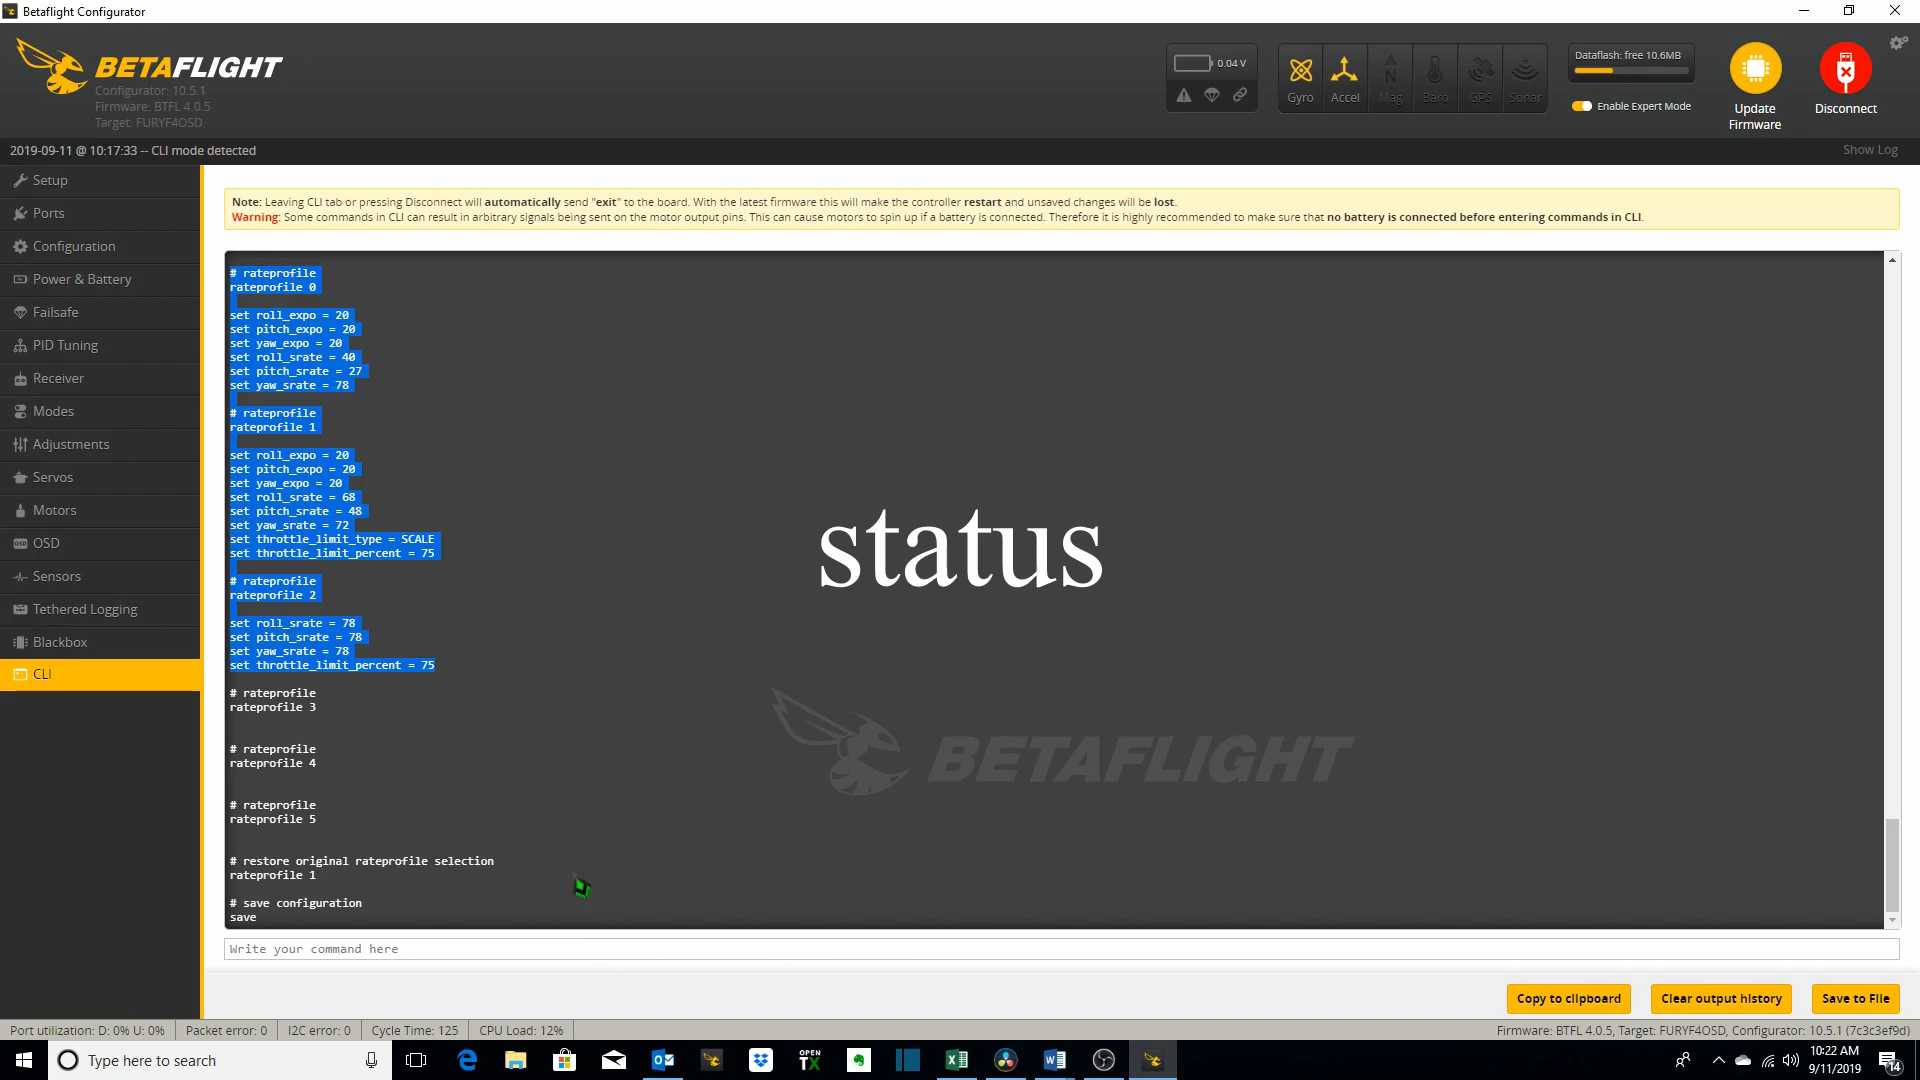 Betaflight Configurator
BETAFLIGHT
Configurator: 10.5.1
Firmware: BTFL 4.0.5
Target: FURYF4OSD
0.04 V
Gyro
Accel
N
Mag
Baro
GPS
Sonar
Dataflash: free 10.6MB
Enable Expert Mode
Update
Firmware
Disconnect
2019-09-11 @ 10:17:33 -- CLI mode detected
Show Log
Setup
Ports
Configuration
Power & Battery
Failsafe
PID Tuning
Receiver
Modes
Adjustments
Servos
Motors
OSD
OSD
Sensors
Tethered Logging
Blackbox
CLI
Note: Leaving CLI tab or pressing Disconnect will automatically send "exit" to the board. With the latest firmware this will make the controller restart and unsaved changes will be lost.
Warning: Some commands in CLI can result in arbitrary signals being sent on the motor output pins. This can cause motors to spin up if a battery is connected. Therefore it is highly recommended to make sure that no battery is connected before entering commands in CLI.
# rateprofile
rateprofile 0
set roll_expo = 20
set pitch_expo = 20
set yaw_expo = 20
set roll_srate = 40
set pitch_srate = 27
set yaw_srate = 78
# rateprofile
rateprofile 1
set roll_expo = 20
set pitch_expo = 20
set yaw_expo = 20
set roll_srate = 68
set pitch_srate = 48
set yaw_srate = 72
set throttle_limit_type = SCALE
set throttle_limit_percent = 75
# rateprofile
rateprofile 2
set roll_srate = 78
set pitch_srate = 78
set yaw_srate = 78
set throttle_limit_percent = 75
# rateprofile
rateprofile 3
# rateprofile
rateprofile 4
# rateprofile
rateprofile 5
# restore original rateprofile selection
rateprofile 1
# save configuration
save
status
BETAFLIGHT
Write your command here
Copy to clipboard
Clear output history
Save to File
Port utilization: D: 0% U: 0%
Packet error: 0
I2C error: 0
Cycle Time: 125
CPU Load: 12%
Firmware: BTFL 4.0.5, Target: FURYF4OSD, Configurator: 10.5.1 (7c3c3ef9d)
Type here to search
OPEN
TX
10:22 AM
9/11/2019
14